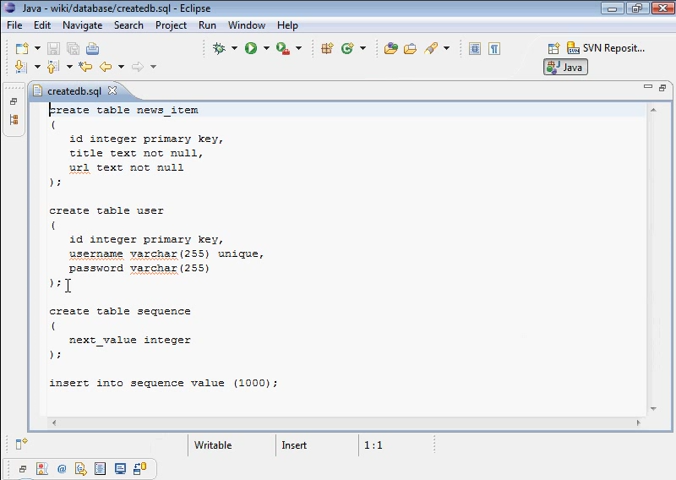 Java - wiki/database/createdb.sql - Eclipse
File Edit Navigate Search Project Run Window Help
SVN Reposit...
Java
createdb.sql
create table news_item
(
id integer primary key,
title text not null,
url text not null
);
create table user
(
id integer primary key,
username varchar(255) unique,
password varchar(255)
);
create table sequence
(
next_value integer
);
insert into sequence value (1000);
Writable Insert 1 : 1